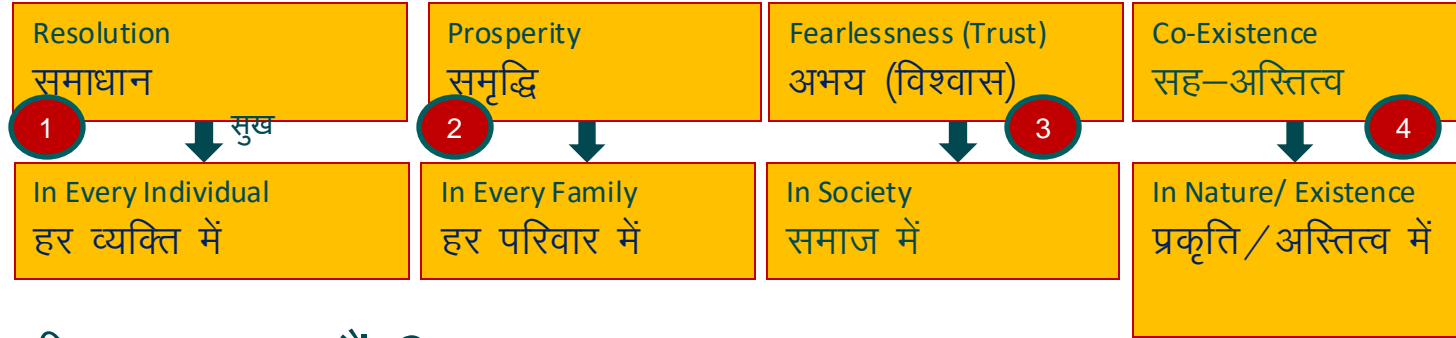 Resolution
समाधान
1
सुख
In Every Individual
हर व्यक्ति में
Prosperity
समृद्धि
2
In Every Family
हर परिवार में
Fearlessness (Trust)
अभय (विश्वास)
3
In Society
समाज में
Co-Existence
सह–अस्तित्व
4
In Nature/ Existence
प्रकृति/अस्तित्व में